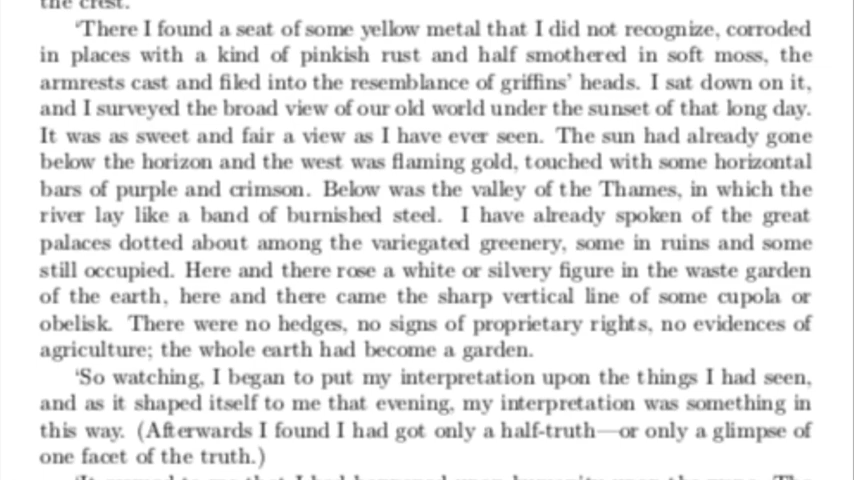 the crest.
‘There I found a seat of some yellow metal that I did not recognize, corroded
in places with a kind of pinkish rust and half smothered in soft moss, the
armrests cast and filed into the resemblance of griffins’ heads. I sat down on it,
and I surveyed the broad view of our old world under the sunset of that long day.
It was as sweet and fair a view as I have ever seen. The sun had already gone
below the horizon and the west was flaming gold, touched with some horizontal
bars of purple and crimson. Below was the valley of the Thames, in which the
river lay like a band of burnished steel. I have already spoken of the great
palaces dotted about among the variegated greenery, some in ruins and some
still occupied. Here and there rose a white or silvery figure in the waste garden
of the earth, here and there came the sharp vertical line of some cupola or
obelisk. There were no hedges, no signs of proprietary rights, no evidences of
agriculture; the whole earth had become a garden.
‘So watching, I began to put my interpretation upon the things I had seen,
and as it shaped itself to me that evening, my interpretation was something in
this way. (Afterwards I found I had got only a half-truth—or only a glimpse of
one facet of the truth.)